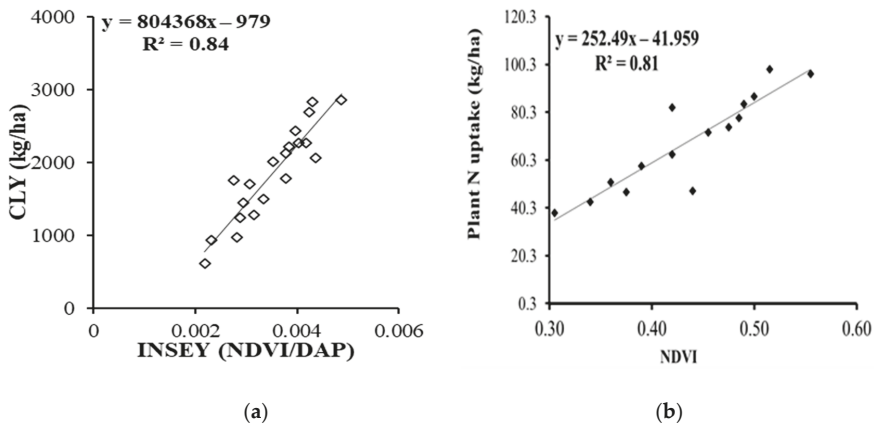 y = 804368x – 979
R² = 0.84
4000
3000
2000
1000
0
CLY (kg/ha)
0 0.002 0.004 0.006
INSEY (NDVI/DAP)
(a)
y = 252.49x – 41.959
R² = 0.81
120.3
100.3
80.3
60.3
40.3
20.3
0.3
Plant N uptake (kg/ha)
0.30 0.40 0.50 0.60
NDVI
(b)